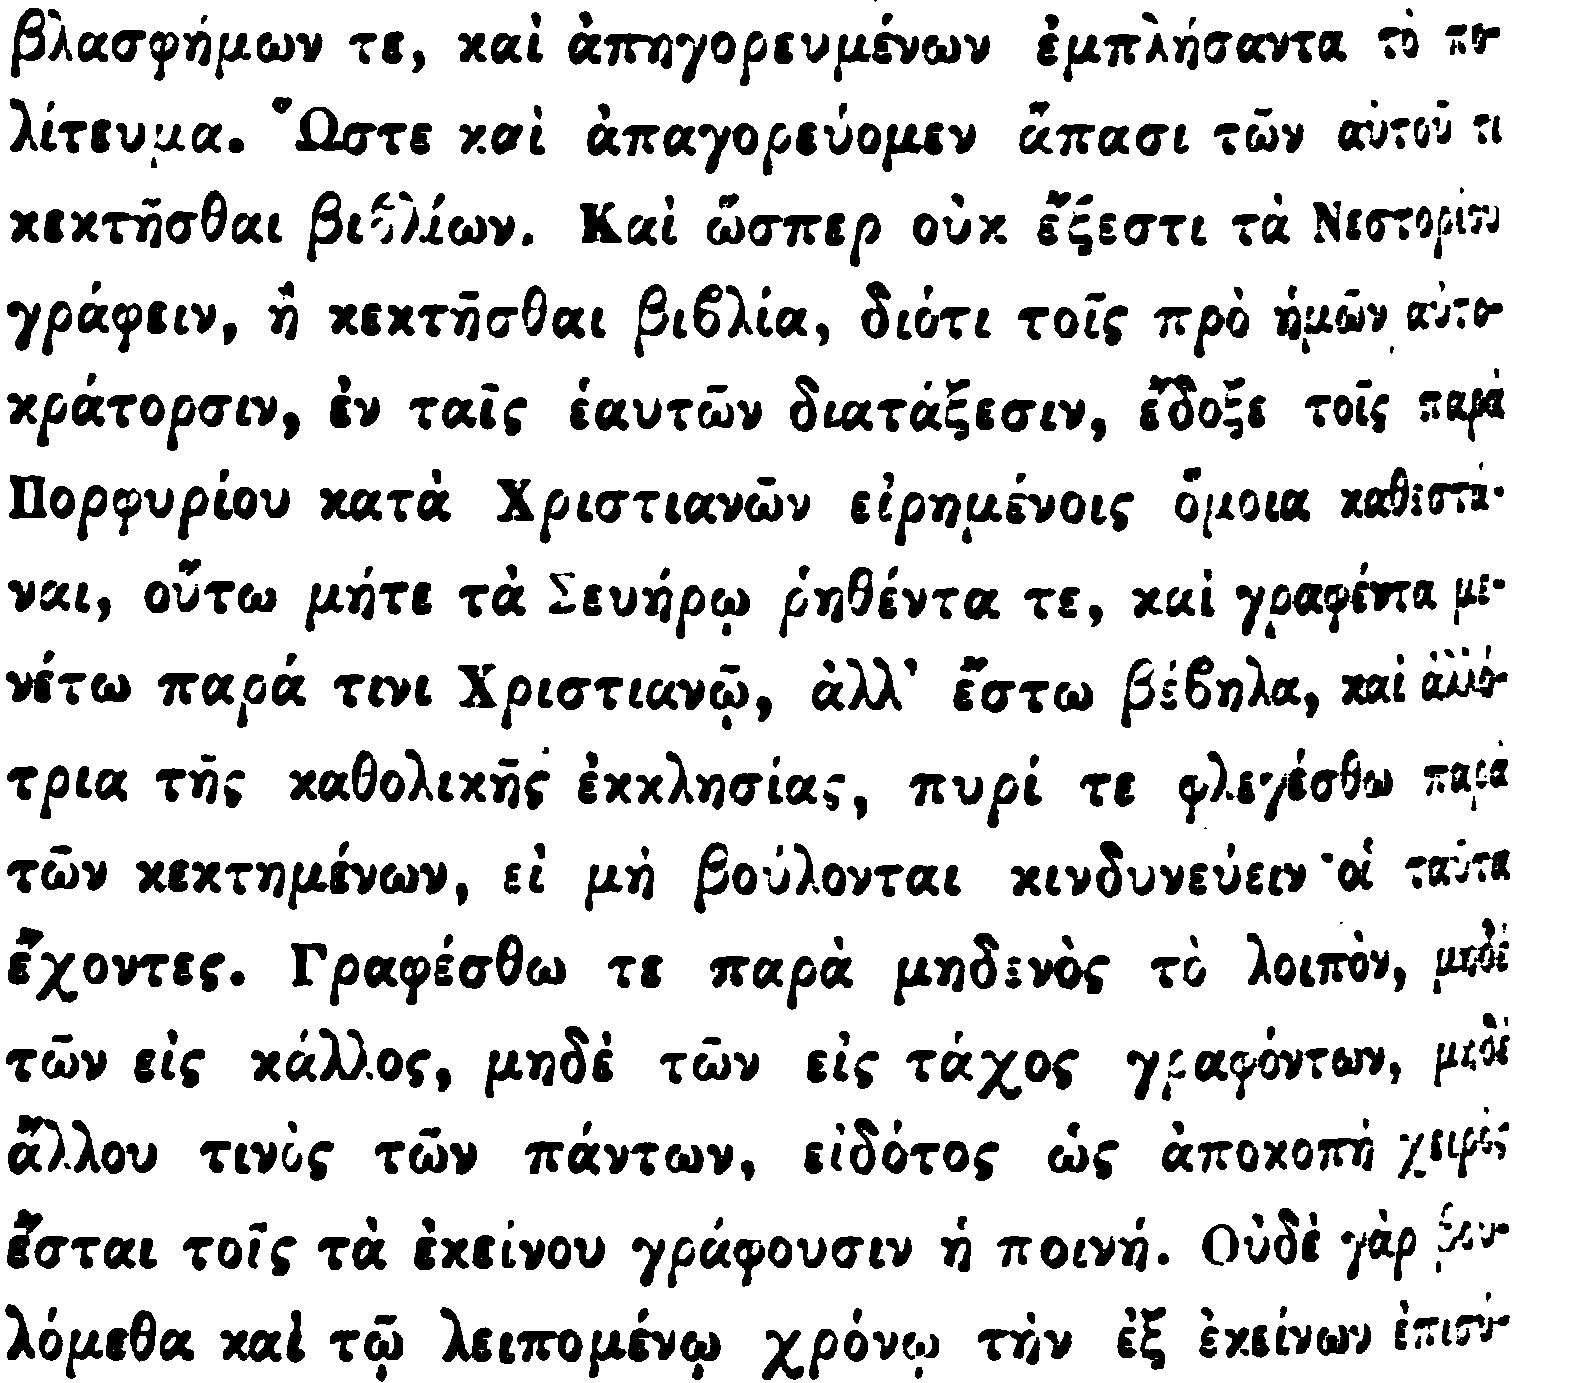 βλασφήμων τε, καὶ ἀπηγορευμένων ἐμπλήσαντα τὸ πο-
λίτευμα. Ὥστε καὶ ἀπαγορεύομεν ἅπασι τῶν αὐτοῦ τι
κεκτῆσθαι βιϐλίων. Καὶ ὥσπερ οὐκ ἔξεστι τὰ Νεστορίου
γράφειν, ἢ κεκτῆσθαι βιϐλία, διότι τοῖς πρὸ ἡμῶν αὐτο-
κράτορσιν, ἐν ταῖς ἑαυτῶν διατάξεσιν, ἔδοξε τοῖς παρὰ
Πορφυρίου κατὰ Χριστιανῶν εἰρημένοις ὅμοια καθεστά-
ναι, οὕτω μήτε τὰ Σευήρῳ ῥηθέντα τε, καὶ γραφέντα με-
νέτω παρά τινι Χριστιανῷ, ἀλλ' ἔστω βέϐηλα, καὶ ἀλλό-
τρια τῆς καθολικῆς ἐκκλησίας, πυρί τε φλεγέσθω παρὰ
τῶν κεκτημένων, εἰ μὴ βούλονται κινδυνεύειν οἱ ταῦτα
ἔχοντες. Γραφέσθω τε παρὰ μηδενὸς τὸ λοιπὸν, μηδὲ
τῶν εἰς κάλλος, μηδὲ τῶν εἰς τάχος γραφόντων, μηδὲ
ἄλλου τινὸς τῶν πάντων, εἰδότος ὡς ἀποκοπὴ χειρὸς
ἔσται τοῖς τὰ ἐκείνου γράφουσιν ἡ ποινή. Οὐδὲ γὰρ βου-
λόμεθα καὶ τῷ λειπομένῳ χρόνῳ τὴν ἐξ ἐκείνων ἐπισύ-